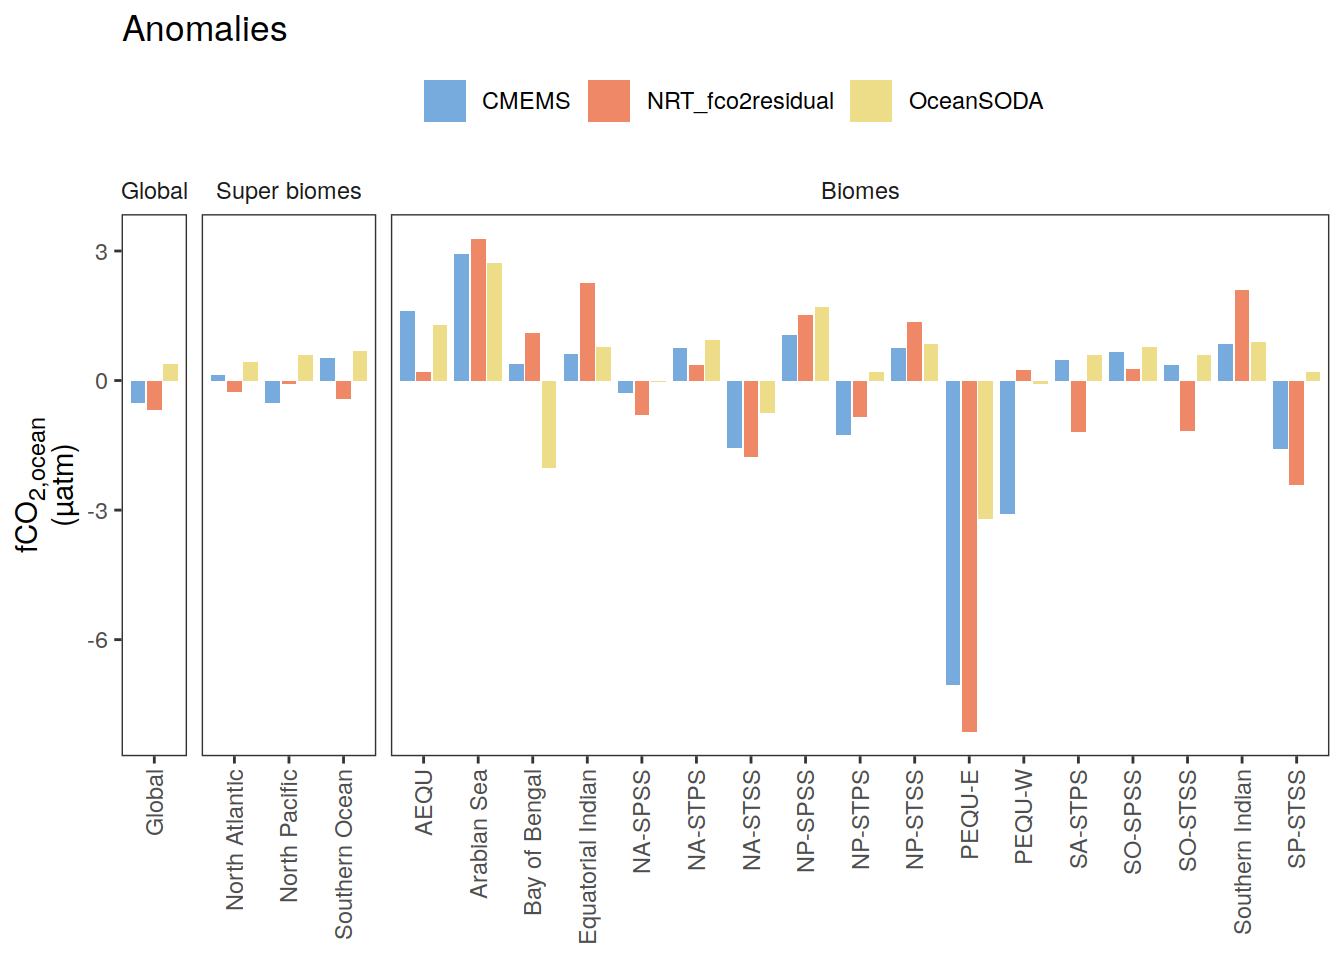 Anomalies
CMEMS NRT_fco2residual OceanSODA
Global Super biomes Biomes
fCO2,ocean
(µatm)
3
0
-3
-6
Global
North Atlantic
North Pacific
Southern Ocean
AEQU
Arabian Sea
Bay of Bengal
Equatorial Indian
NA-SPSS
NA-STPS
NA-STSS
NP-SPSS
NP-STPS
NP-STSS
PEQU-E
PEQU-W
SA-STPS
SO-SPSS
SO-STSS
Southern Indian
SP-STSS